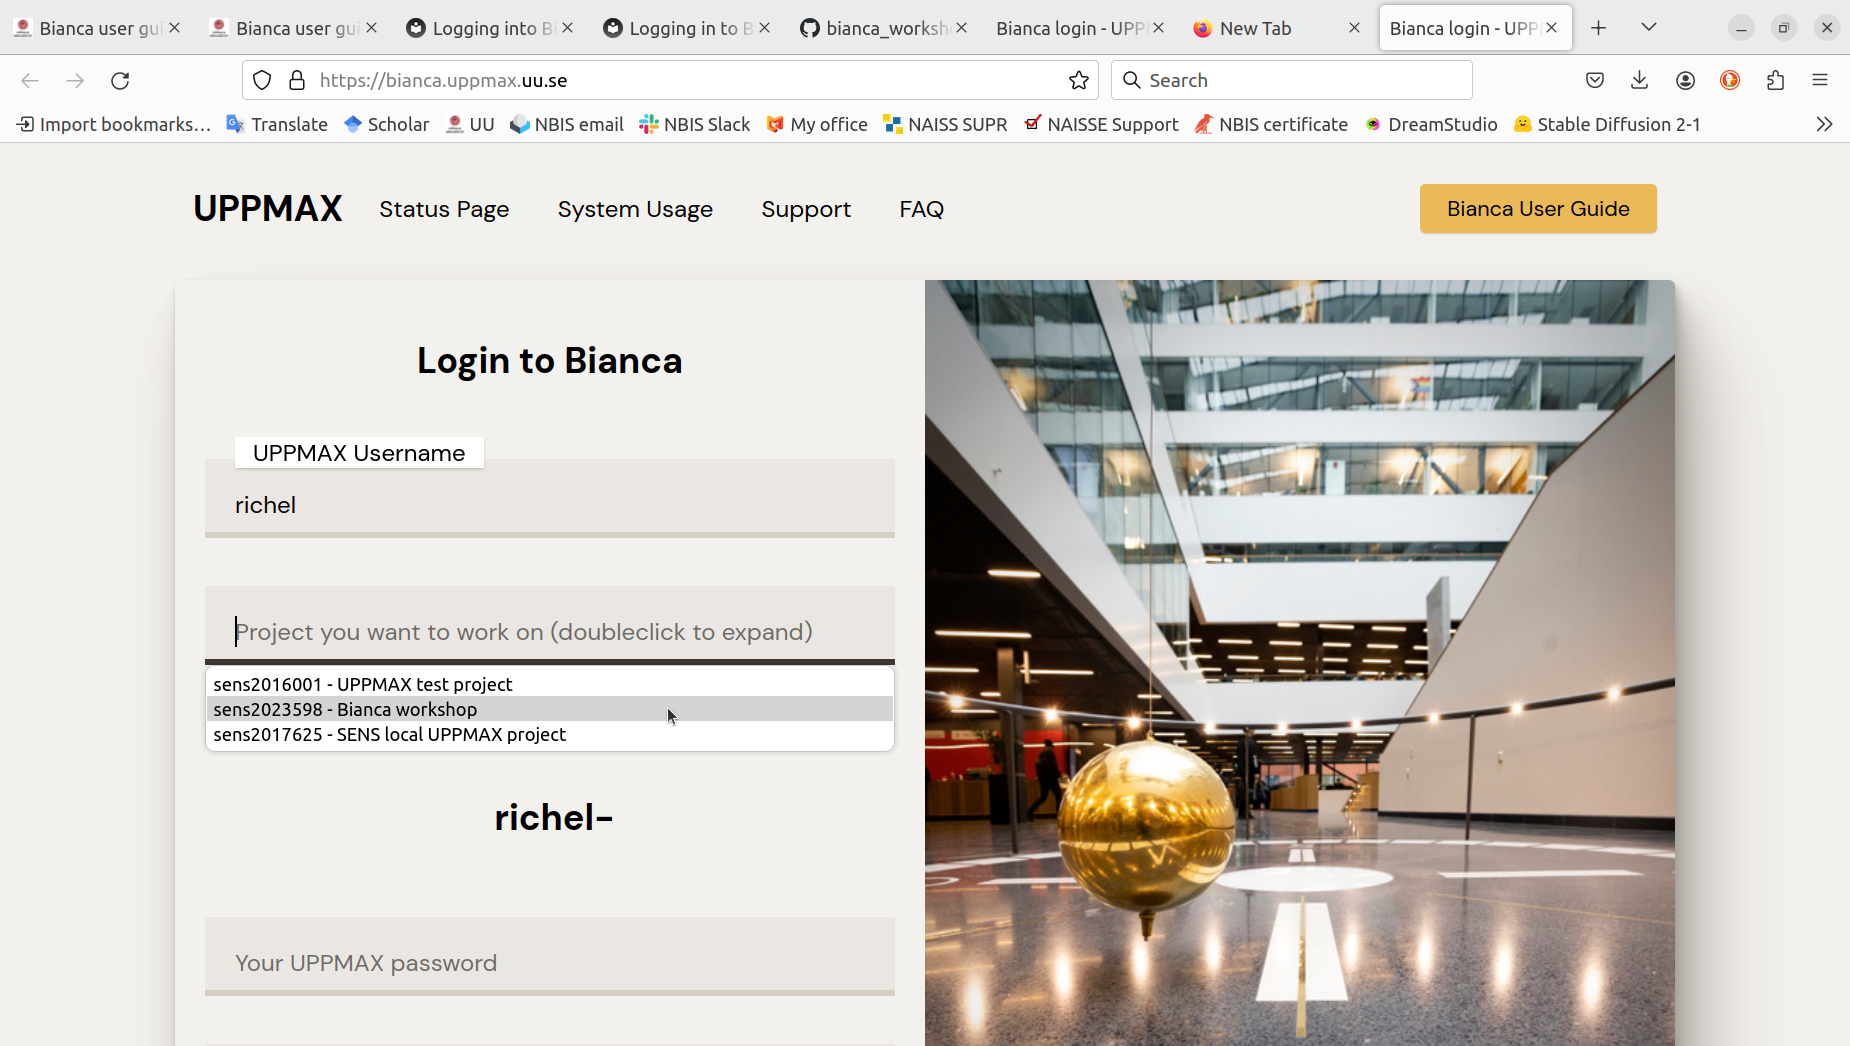 Bianca user gui
Bianca user gui
Logging into Bi
Logging in to B
bianca_worksh
Bianca login - UPP
New Tab
Bianca login - UPP
https://bianca.uppmax.uu.se
Search
Import bookmarks...
Translate
Scholar
UU
NBIS email
NBIS Slack
My office
NAISS SUPR
NAISSE Support
NBIS certificate
DreamStudio
Stable Diffusion 2-1
UPPMAX
Status Page
System Usage
Support
FAQ
Bianca User Guide
Login to Bianca
UPPMAX Username
richel
Project you want to work on (doubleclick to expand)
sens2016001 - UPPMAX test project
sens2023598 - Bianca workshop
sens2017625 - SENS local UPPMAX project
richel-
Your UPPMAX password